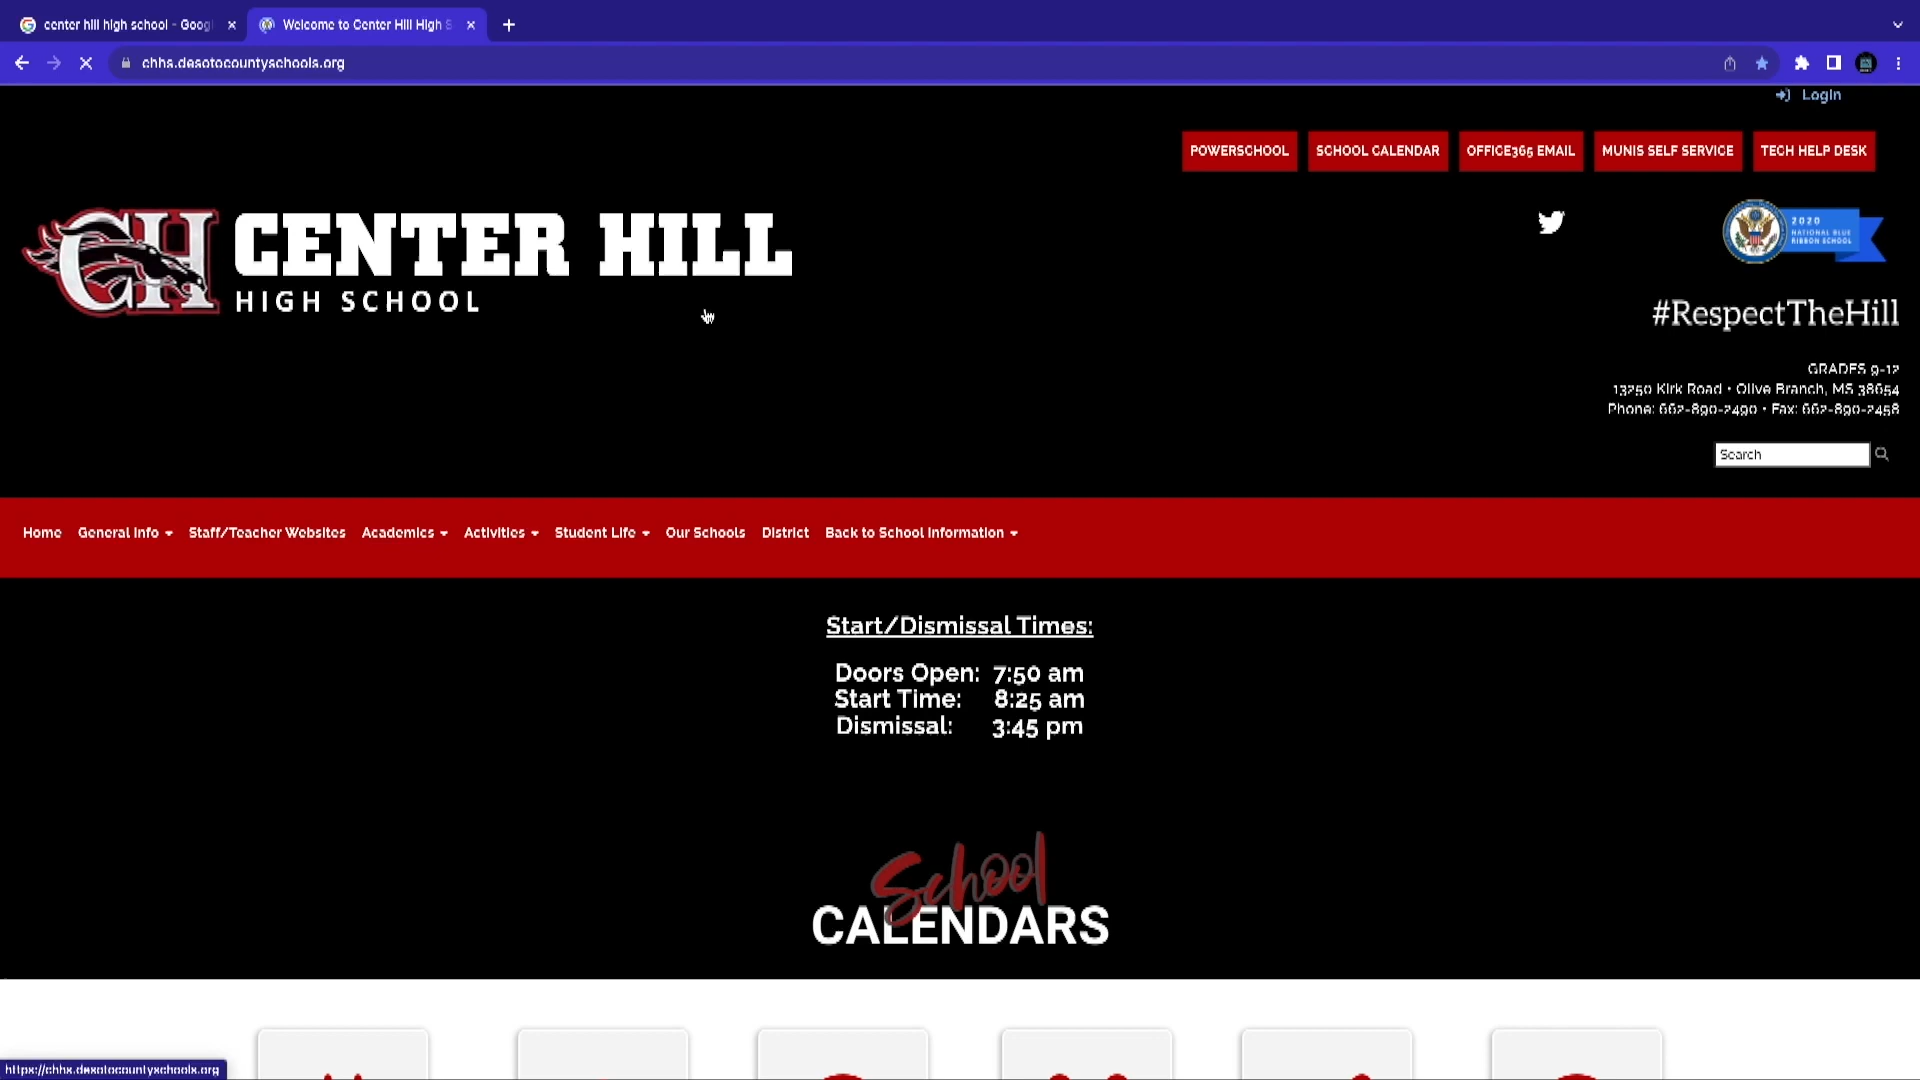 center hill high school - Goog
Welcome to Center Hill High S
chhs.desotocountyschools.org
Login
POWERSCHOOL
SCHOOL CALENDAR
OFFICE365 EMAIL
MUNIS SELF SERVICE
TECH HELP DESK
CH
CENTER HILL
HIGH SCHOOL
2020
NATIONAL BLUE
RIBBON SCHOOL
#RespectTheHill
GRADES 9-12
13250 Kirk Road • Olive Branch, MS 38654
Phone: 662-890-2490 • Fax: 662-890-2458
Search
Home General Info Staff/Teacher Websites Academics Activities Student Life Our Schools District Back to School Information
Start/Dismissal Times:
Doors Open: 7:50 am
Start Time: 8:25 am
Dismissal: 3:45 pm
School
CALENDARS
https://chhs.desotocountyschools.org